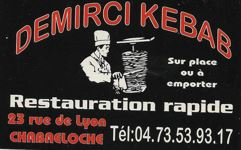 DEMIRCI KEBAB
Sur place
ou à
emporter
Restauration rapide
23 rue de Lyon
CHABRELOCHE
Tél:04.73.53.93.17